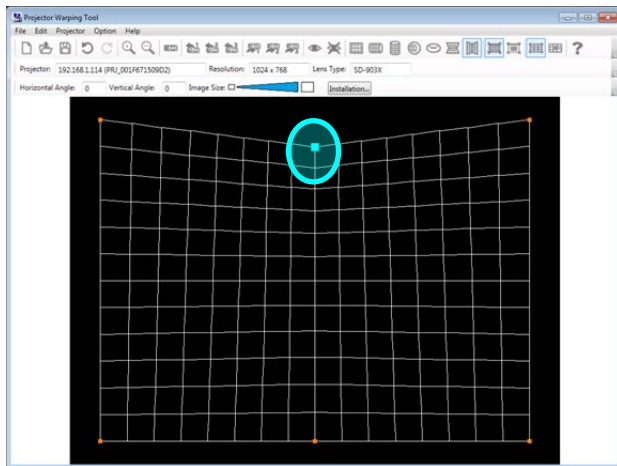 Projector Warping Tool
File Edit Projector Option Help
Projector: 192.168.1.114 (PRJ_001F671509D2) Resolution: 1024 x 768 Lens Type: SD-903X
Horizontal Angle: 0 Vertical Angle: 0 Image Size: Installation...